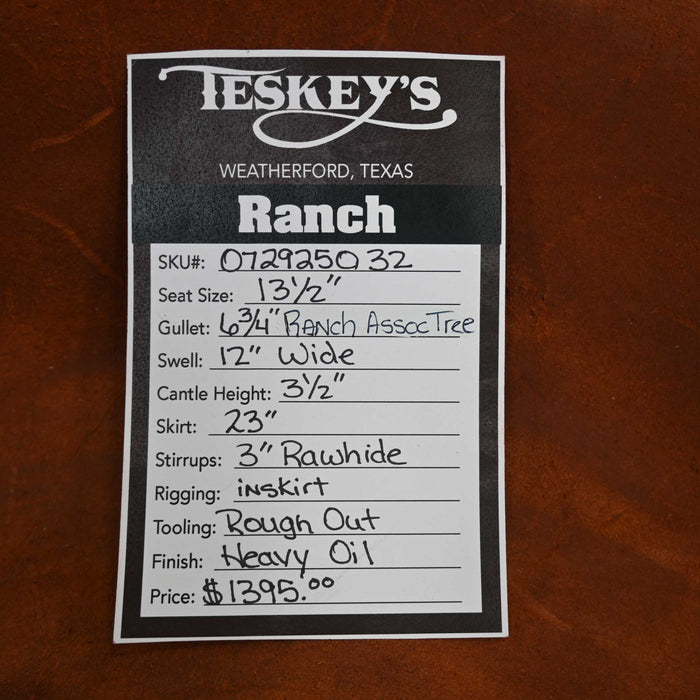 TESKEY'S
WEATHERFORD, TEXAS
Ranch
SKU#: 072925032
Seat Size: 13½"
Gullet: 6¾" Ranch Assoc Tree
Swell: 12" Wide
Cantle Height: 3½"
Skirt: 23"
Stirrups: 3" Rawhide
Rigging: inskirt
Tooling: Rough Out
Finish: Heavy Oil
Price: $1395.00